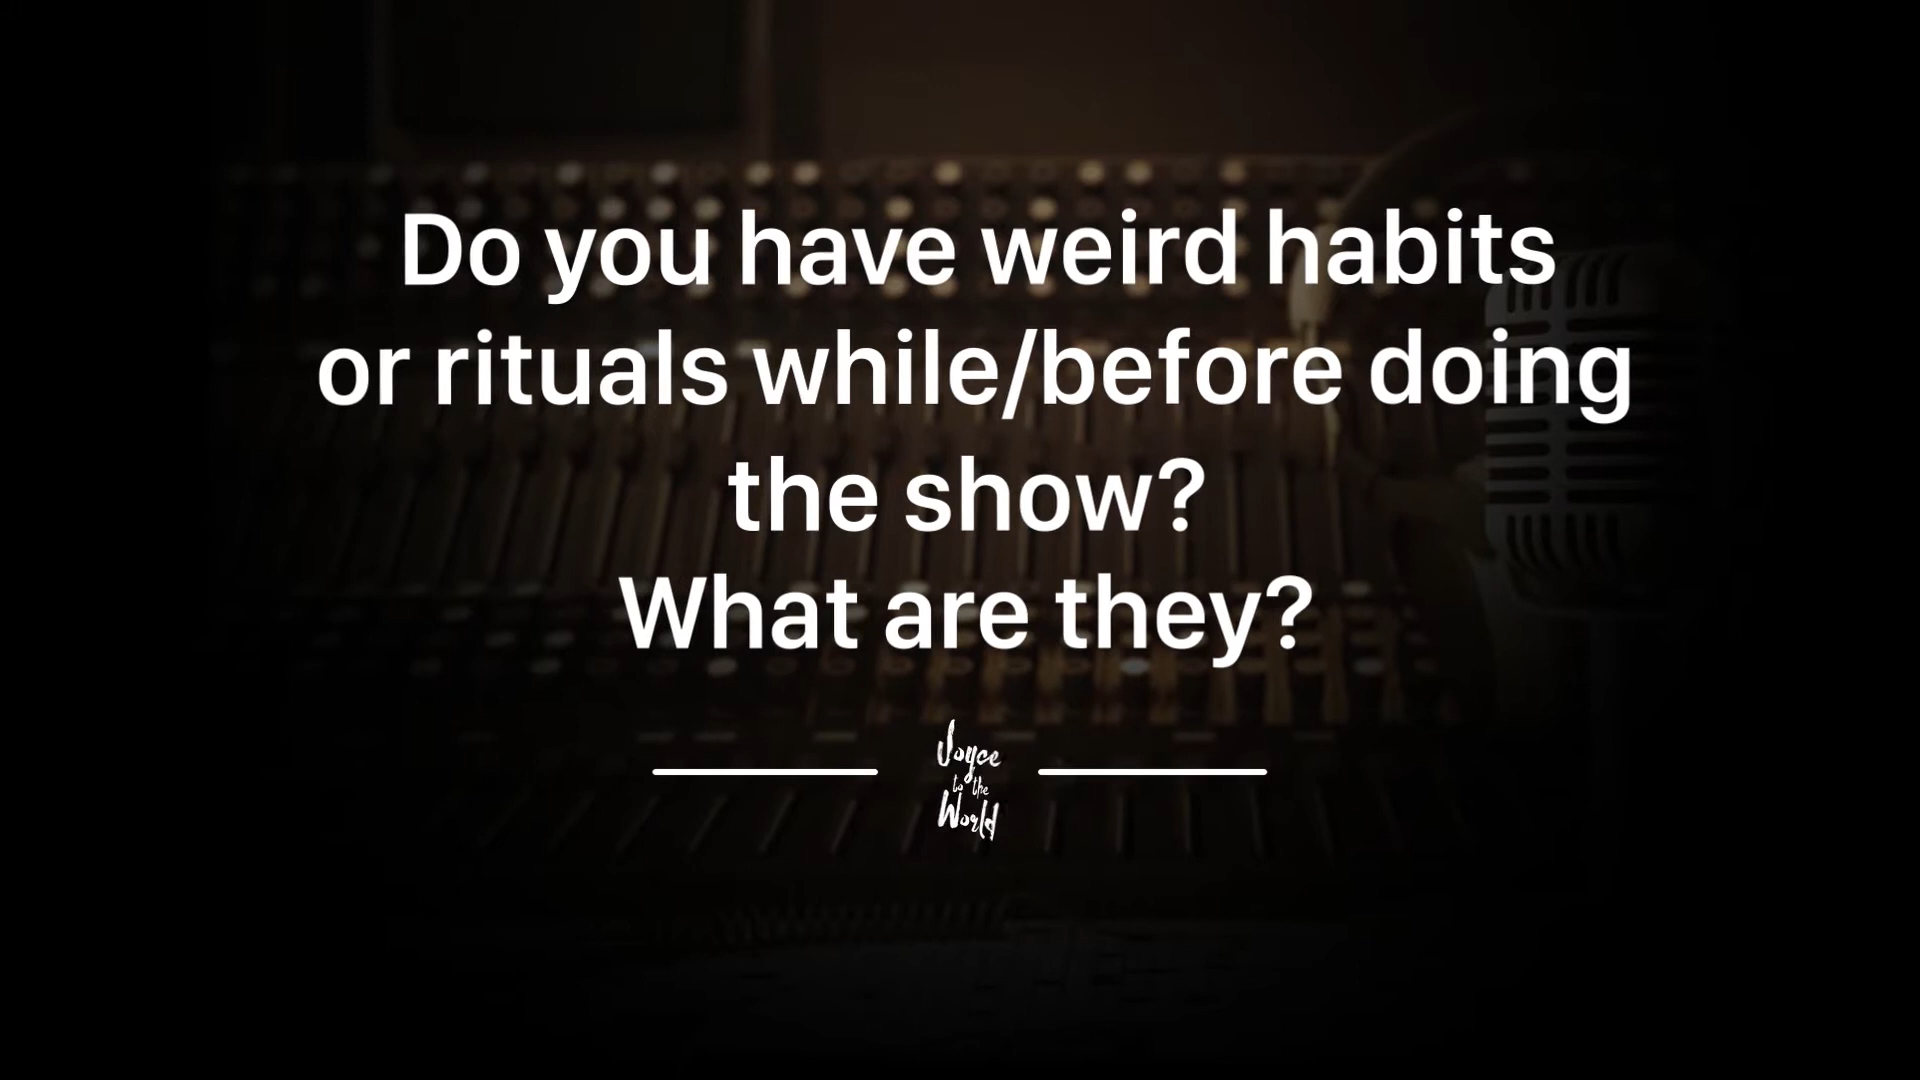 Do you have weird habits
or rituals while/before doing
the show?
What are they?
Joyce
to the
World